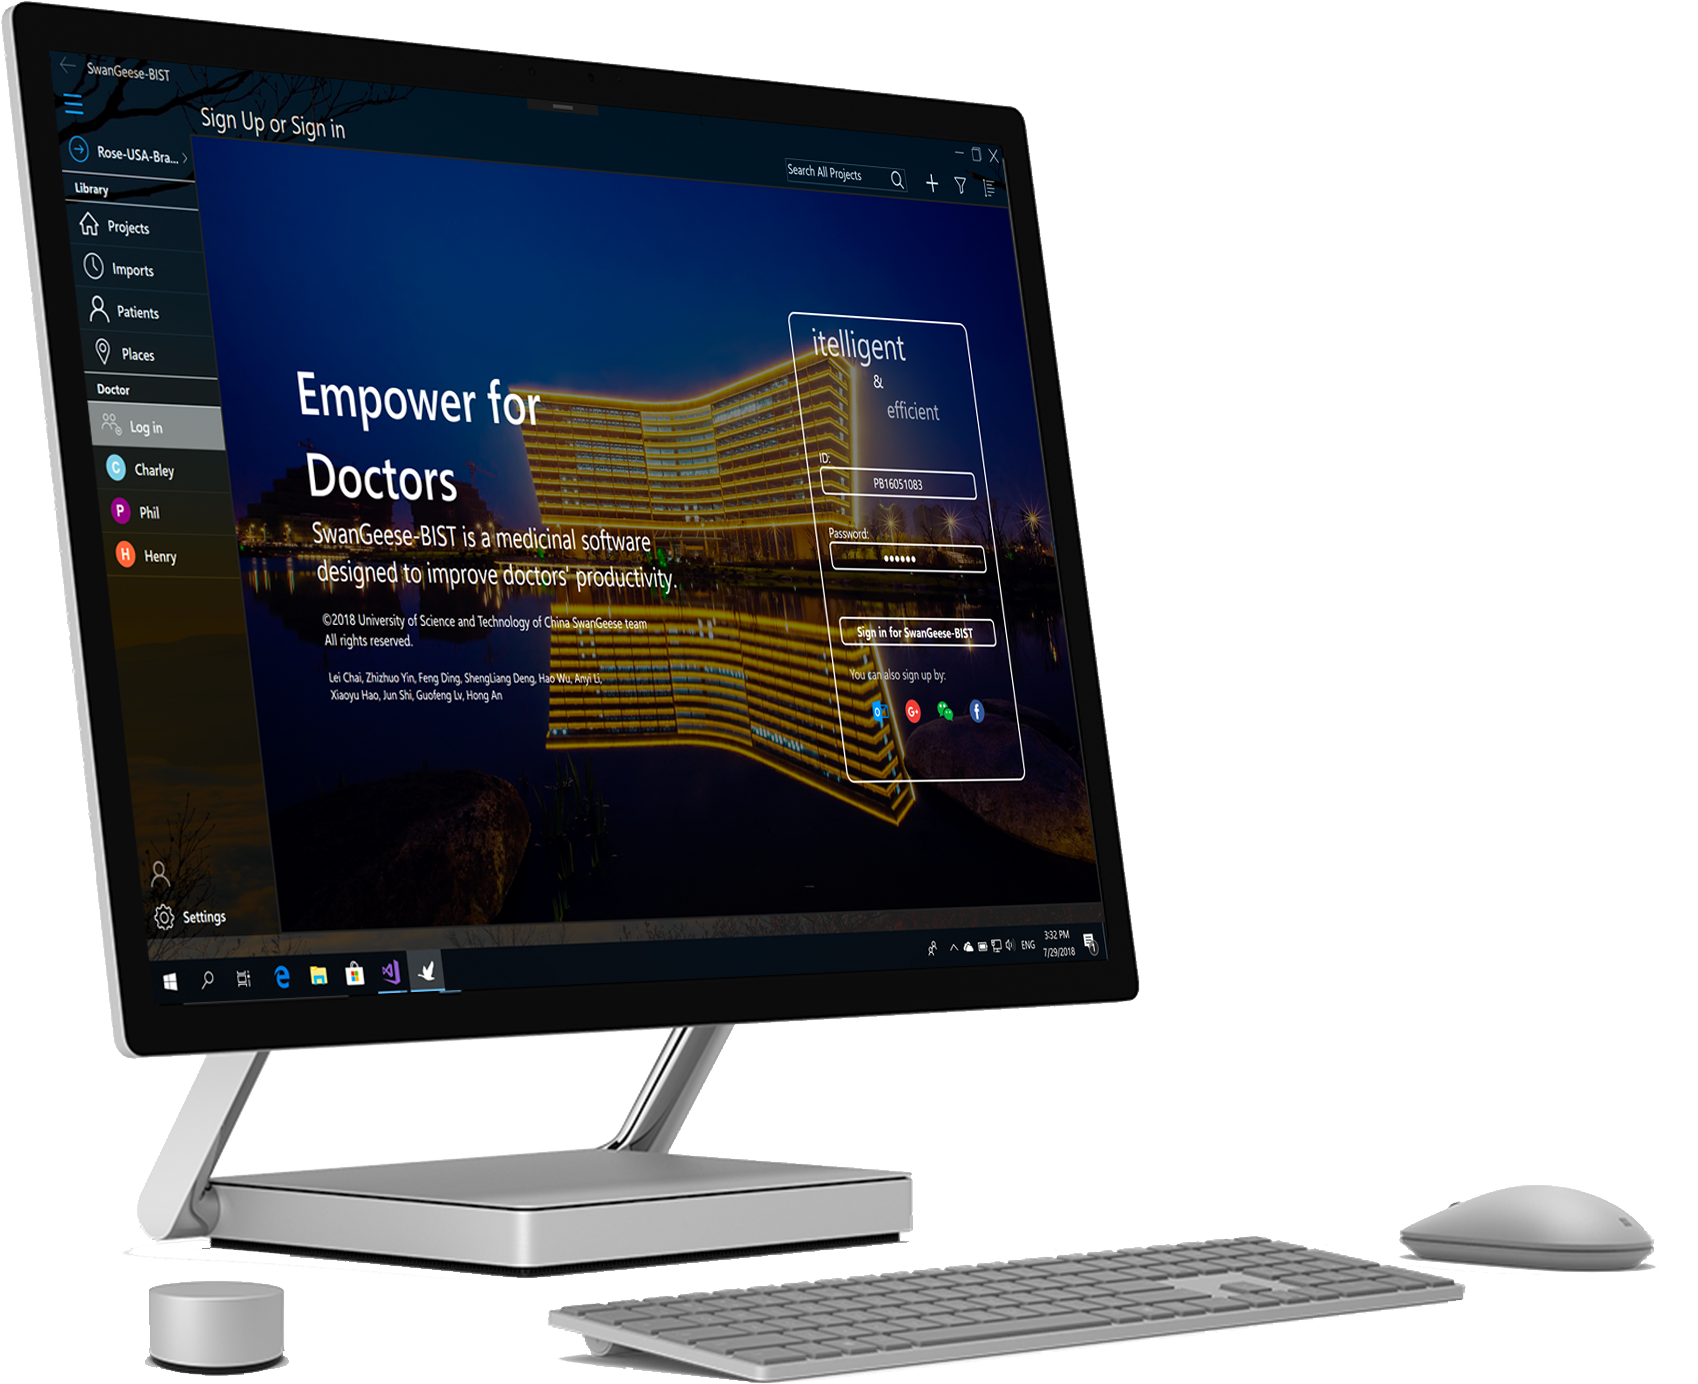 SwanGeese-BIST
Sign Up or Sign in
Rose-USA-Bra...
Search All Projects
Library
Projects
Imports
Patients
Places
Doctor
Log in
C Charley
P Phil
H Henry
Settings
Empower for
Doctors
SwanGeese-BIST is a medicinal software
designed to improve doctors' productivity.
©2018 University of Science and Technology of China SwanGeese team
All rights reserved.
Lei Chai, Zhizhuo Yin, Feng Ding, ShengLiang Deng, Hao Wu, Anyi Li,
Xiaoyu Hao, Jun Shi, Guofeng Lv, Hong An
itelligent
&
efficient
ID:
PB16051083
Password:
••••••
Sign in for SwanGeese-BIST
You can also sign up by:
G+
f
ENG
3:32 PM
7/29/2018
1